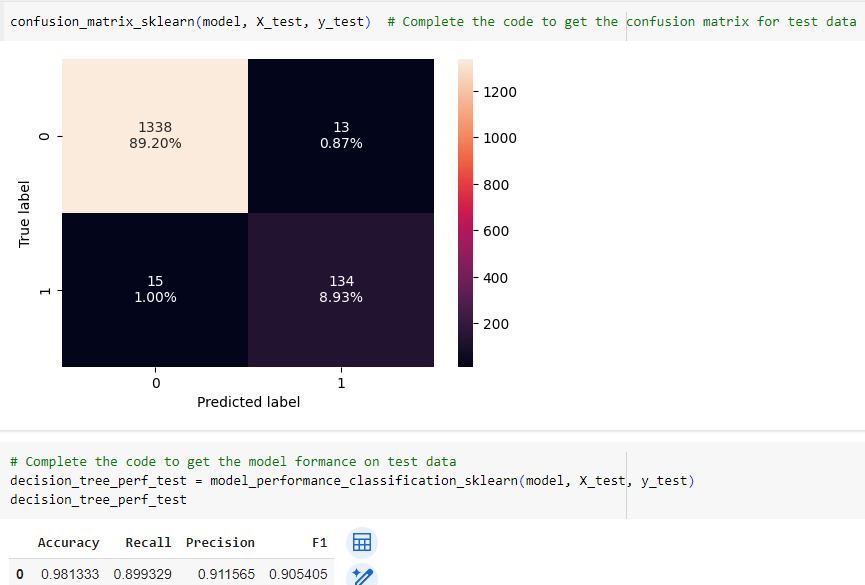 confusion_matrix_sklearn(model, X_test, y_test)  # Complete the code to get the confusion matrix for test data
1338
89.20%
13
0.87%
15
1.00%
134
8.93%
0
1
True label
0
1
Predicted label
1200
1000
800
600
400
200
# Complete the code to get the model formance on test data
decision_tree_perf_test = model_performance_classification_sklearn(model, X_test, y_test)
decision_tree_perf_test
Accuracy Recall Precision F1
0 0.981333 0.899329 0.911565 0.905405